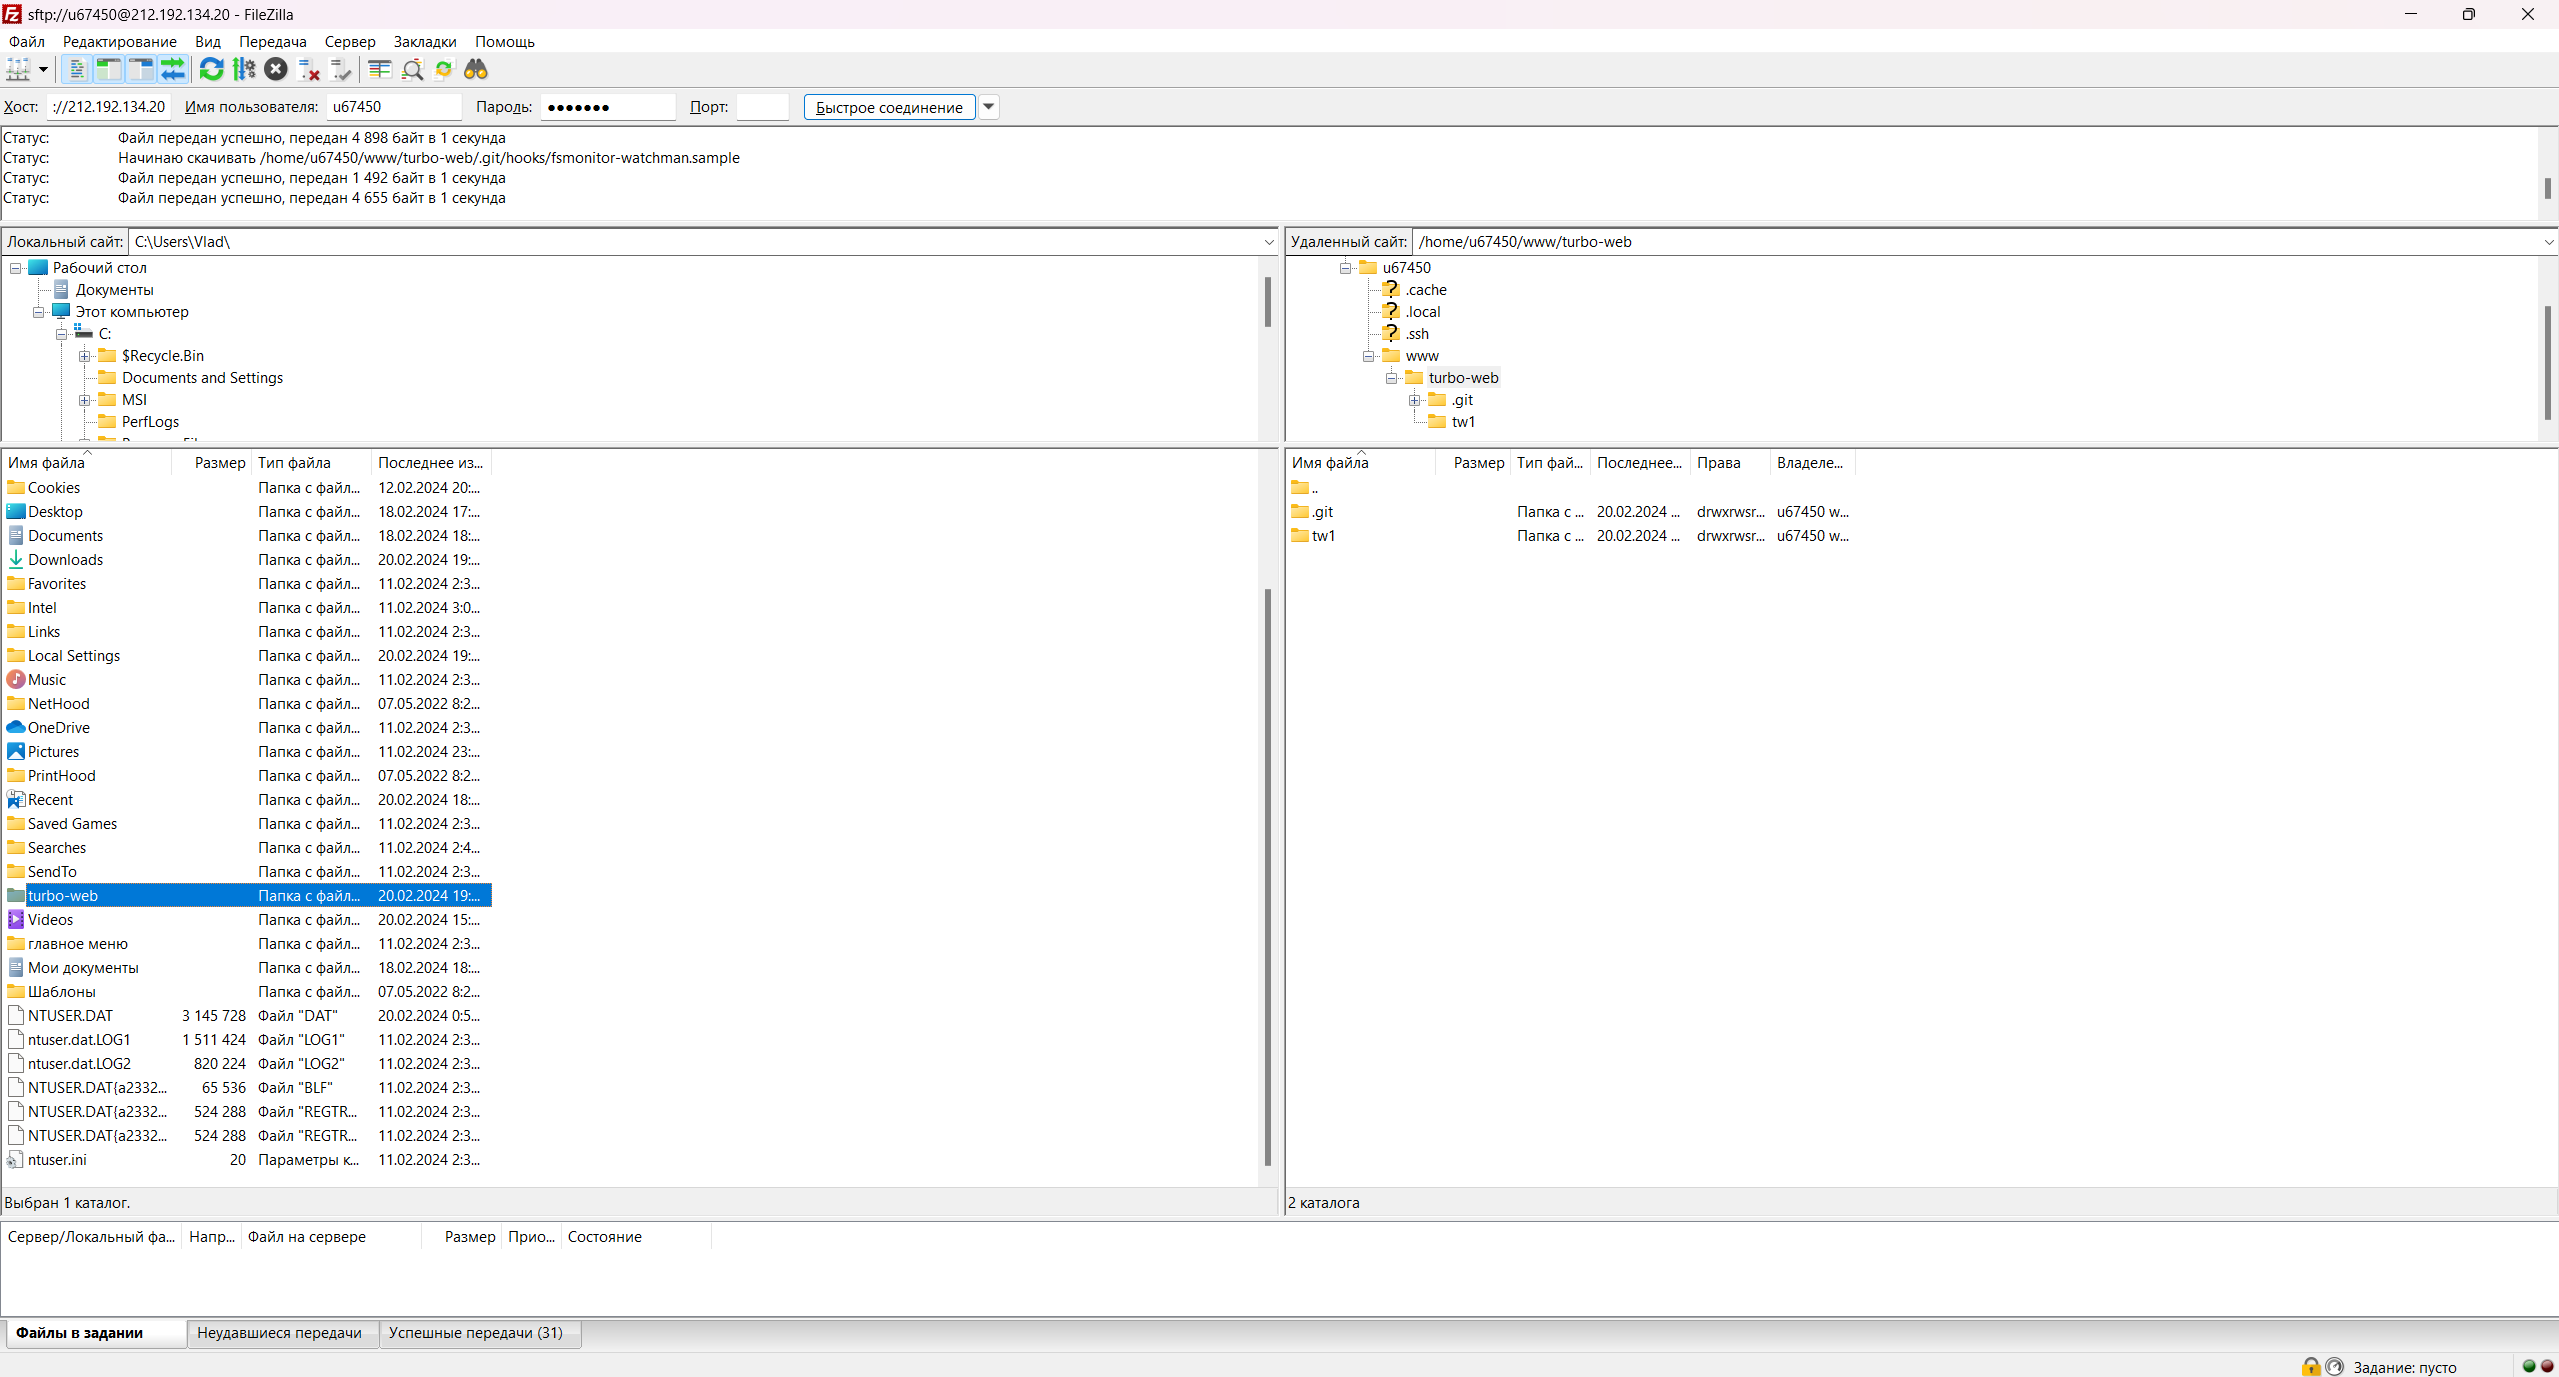 sftp://u67450@212.192.134.20 - FileZilla
Файл Редактирование Вид Передача Сервер Закладки Помощь
Хост: ://212.192.134.20 Имя пользователя: u67450 Пароль: ●●●●●●● Порт: Быстрое соединение
Статус: Файл передан успешно, передан 4 898 байт в 1 секунда
Статус: Начинаю скачивать /home/u67450/www/turbo-web/.git/hooks/fsmonitor-watchman.sample
Статус: Файл передан успешно, передан 1 492 байт в 1 секунда
Статус: Файл передан успешно, передан 4 655 байт в 1 секунда
Локальный сайт: C:\Users\Vlad\
Рабочий стол
Документы
Этот компьютер
C:
$Recycle.Bin
Documents and Settings
MSI
PerfLogs
Имя файла Размер Тип файла Последнее из...
Cookies Папка с файл... 12.02.2024 20:...
Desktop Папка с файл... 18.02.2024 17:...
Documents Папка с файл... 18.02.2024 18:...
Downloads Папка с файл... 20.02.2024 19:...
Favorites Папка с файл... 11.02.2024 2:3...
Intel Папка с файл... 11.02.2024 3:0...
Links Папка с файл... 11.02.2024 2:3...
Local Settings Папка с файл... 20.02.2024 19:...
Music Папка с файл... 11.02.2024 2:3...
NetHood Папка с файл... 07.05.2022 8:2...
OneDrive Папка с файл... 11.02.2024 2:3...
Pictures Папка с файл... 11.02.2024 23:...
PrintHood Папка с файл... 07.05.2022 8:2...
Recent Папка с файл... 20.02.2024 18:...
Saved Games Папка с файл... 11.02.2024 2:3...
Searches Папка с файл... 11.02.2024 2:4...
SendTo Папка с файл... 11.02.2024 2:3...
turbo-web Папка с файл... 20.02.2024 19:...
Videos Папка с файл... 20.02.2024 15:...
главное меню Папка с файл... 11.02.2024 2:3...
Мои документы Папка с файл... 18.02.2024 18:...
Шаблоны Папка с файл... 07.05.2022 8:2...
NTUSER.DAT 3 145 728 Файл "DAT" 20.02.2024 0:5...
ntuser.dat.LOG1 1 511 424 Файл "LOG1" 11.02.2024 2:3...
ntuser.dat.LOG2 820 224 Файл "LOG2" 11.02.2024 2:3...
NTUSER.DAT{a2332... 65 536 Файл "BLF" 11.02.2024 2:3...
NTUSER.DAT{a2332... 524 288 Файл "REGTR... 11.02.2024 2:3...
NTUSER.DAT{a2332... 524 288 Файл "REGTR... 11.02.2024 2:3...
ntuser.ini 20 Параметры к... 11.02.2024 2:3...
Выбран 1 каталог.
Удаленный сайт: /home/u67450/www/turbo-web
u67450
.cache
.local
.ssh
www
turbo-web
.git
tw1
Имя файла Размер Тип фай... Последнее... Права Владеле...
..
.git Папка с ... 20.02.2024 ... drwxrwsr... u67450 w...
tw1 Папка с ... 20.02.2024 ... drwxrwsr... u67450 w...
2 каталога
Сервер/Локальный фа... Напр... Файл на сервере Размер Прио... Состояние
Файлы в задании Неудавшиеся передачи Успешные передачи (31)
Задание: пусто